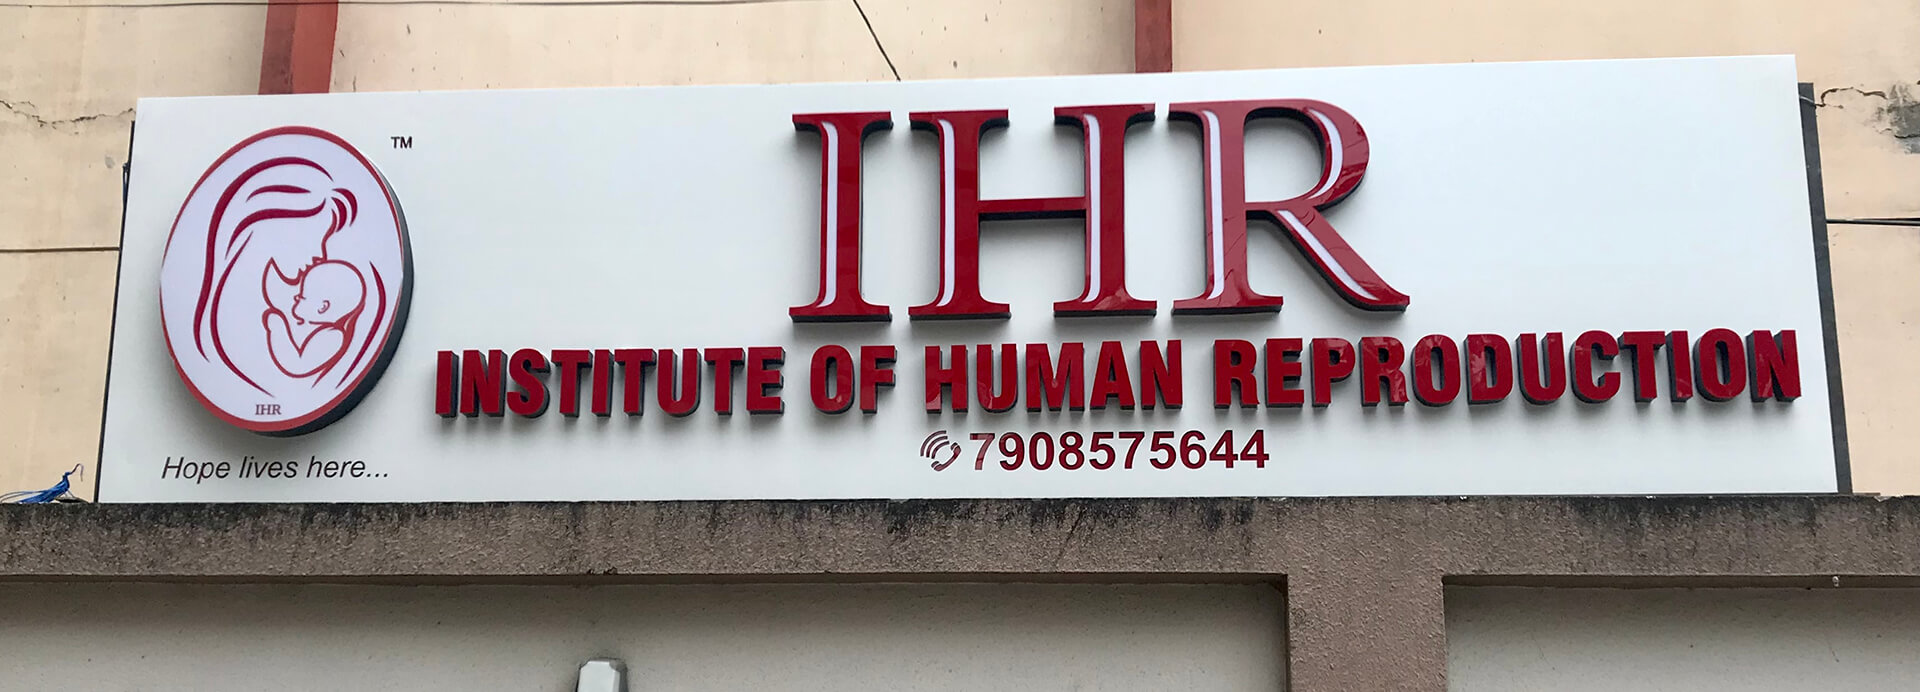 TM
IHR
IHR
INSTITUTE OF HUMAN REPRODUCTION
7908575644
Hope lives here...